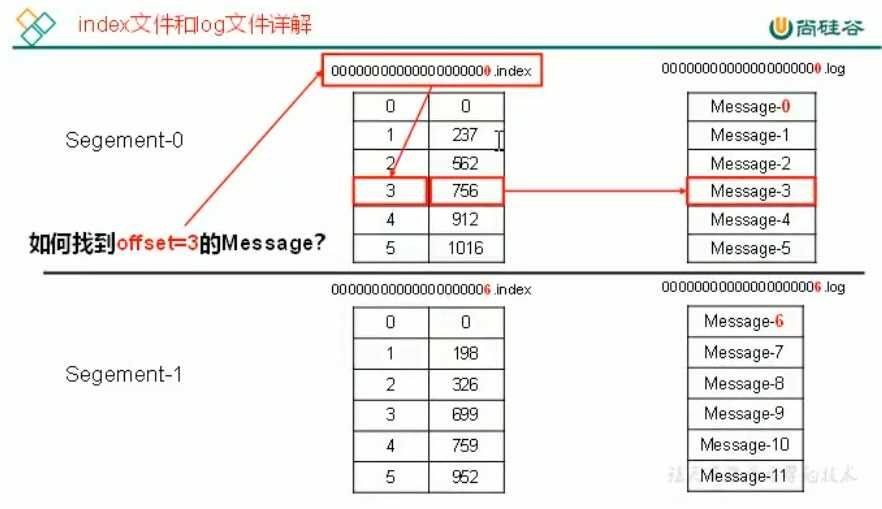 index文件和log文件详解
尚硅谷
00000000000000000000.index
00000000000000000000.log
Segement-0
0 0
1 237
2 562
3 756
4 912
5 1016
Message-0
Message-1
Message-2
Message-3
Message-4
Message-5
如何找到offset=3的Message?
00000000000000000006.index
00000000000000000006.log
Segement-1
0 0
1 198
2 326
3 699
4 759
5 952
Message-6
Message-7
Message-8
Message-9
Message-10
Message-11